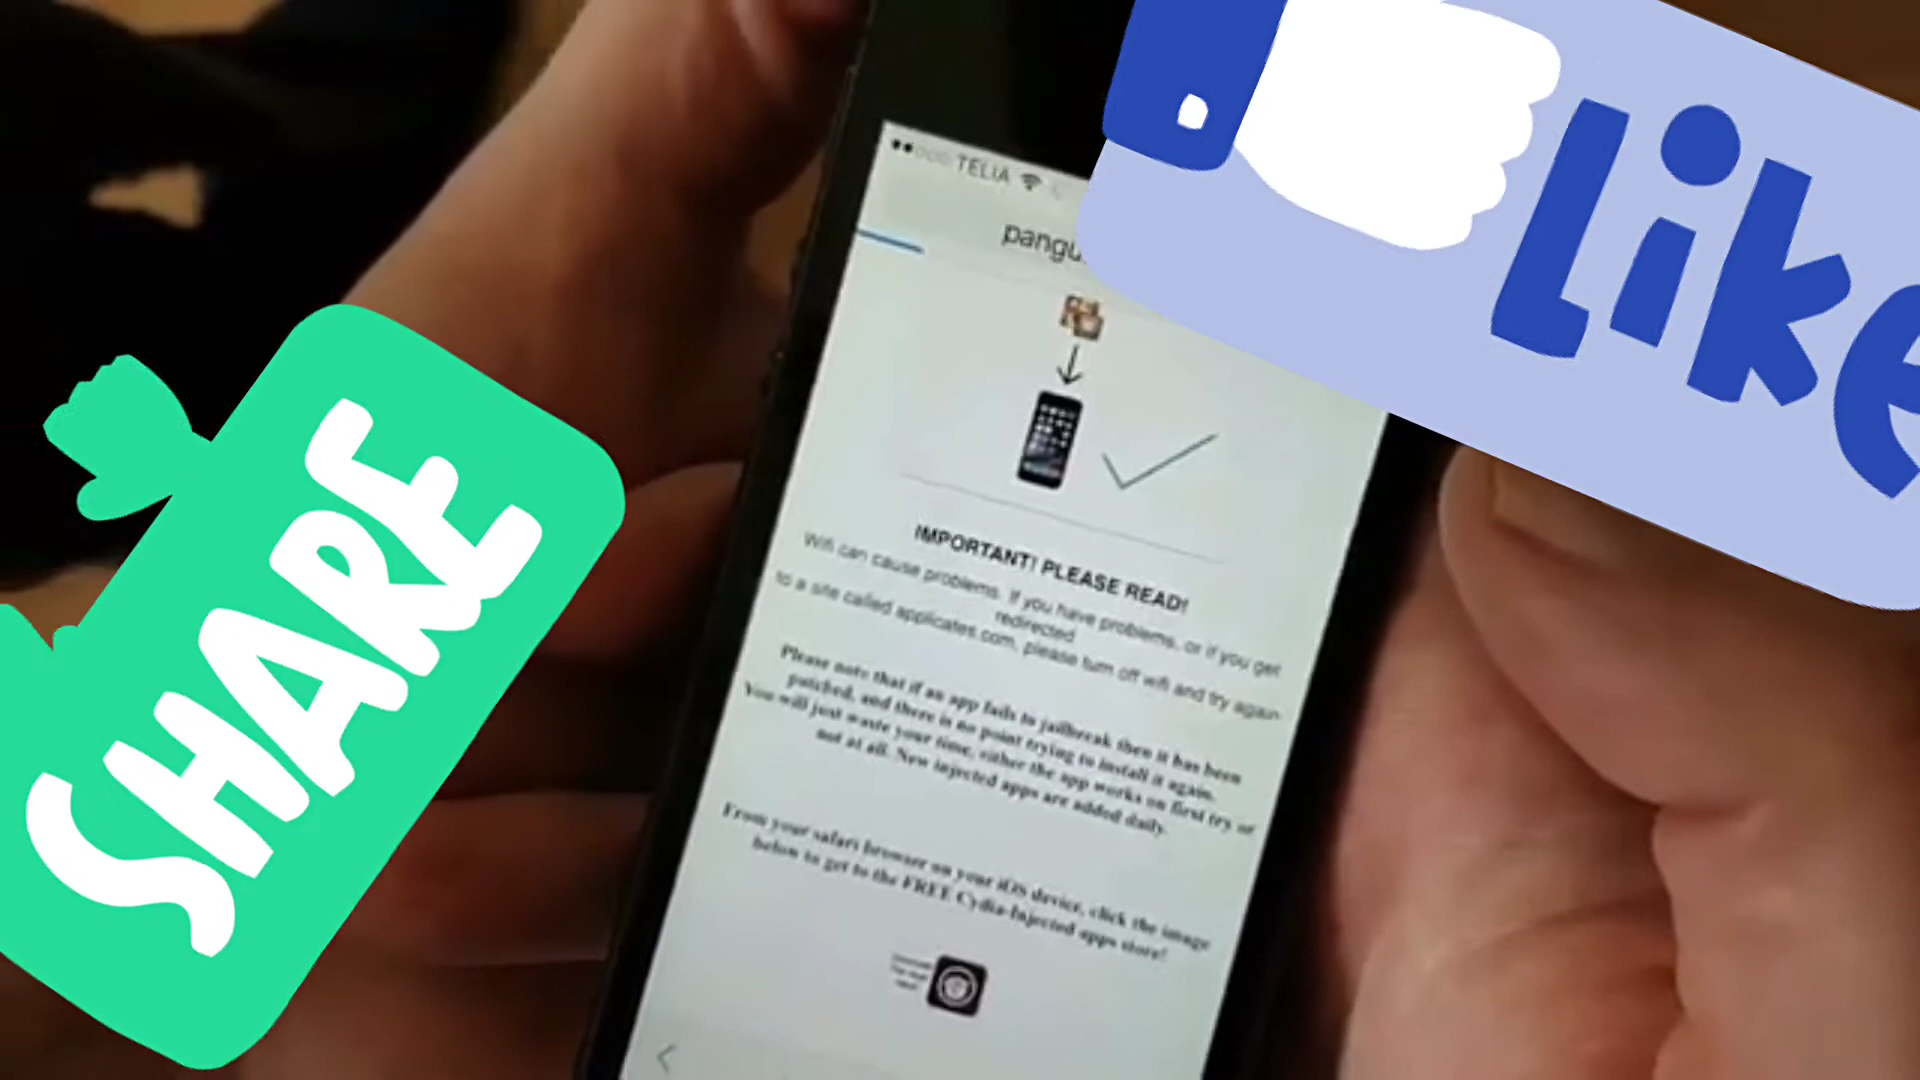 TELIA
pangu
Like
SHARE
IMPORTANT! PLEASE READ!
Wifi can cause problems. If you have problems, or if you get
redirected
to a site called applicates.com, please turn off wifi and try again
Please note that if an app fails to jailbreak then it has been
patched, and there is no point trying to install it again.
You will just waste your time, either the app works on first try or
not at all. New injected apps are added daily.
From your safari browser on your iOS device, click the image
below to get to the FREE Cydia-Injected apps store!